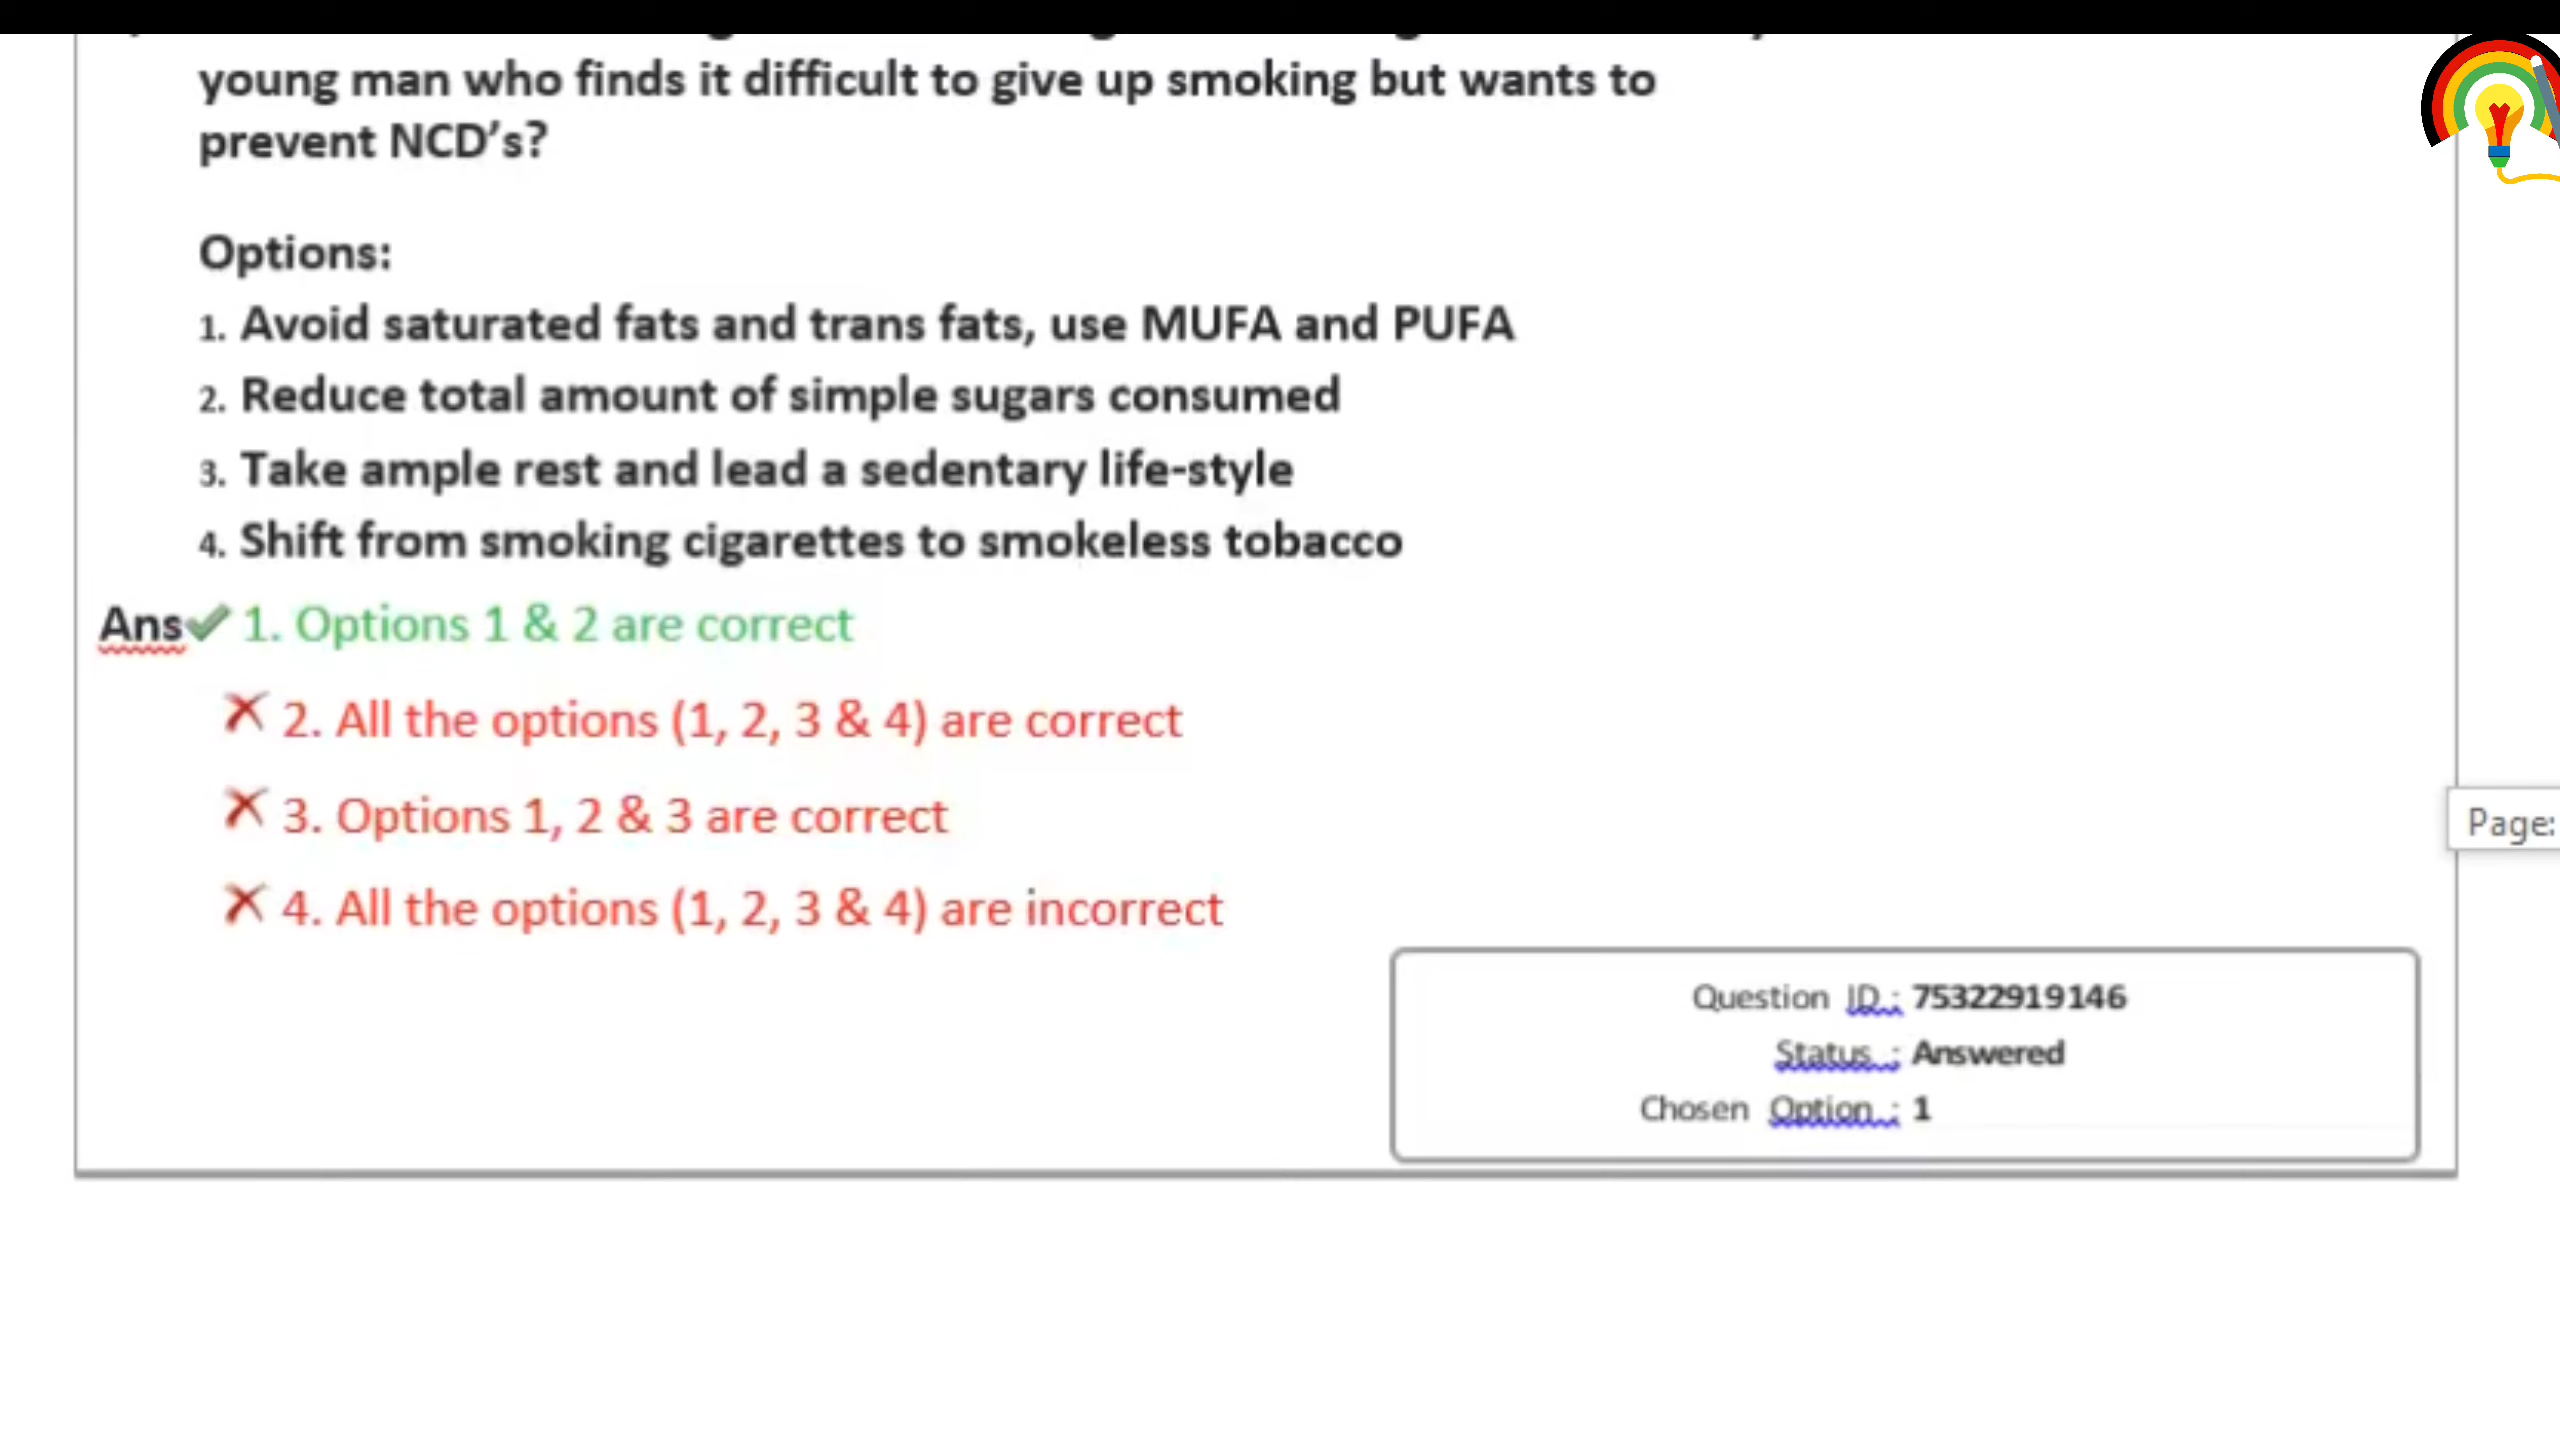 young man who finds it difficult to give up smoking but wants to
prevent NCD’s?
Options:
1. Avoid saturated fats and trans fats, use MUFA and PUFA
2. Reduce total amount of simple sugars consumed
3. Take ample rest and lead a sedentary life-style
4. Shift from smoking cigarettes to smokeless tobacco
Ans 1. Options 1 & 2 are correct
2. All the options (1, 2, 3 & 4) are correct
3. Options 1, 2 & 3 are correct
4. All the options (1, 2, 3 & 4) are incorrect
Page:
Question ID : 75322919146
Status : Answered
Chosen Option : 1